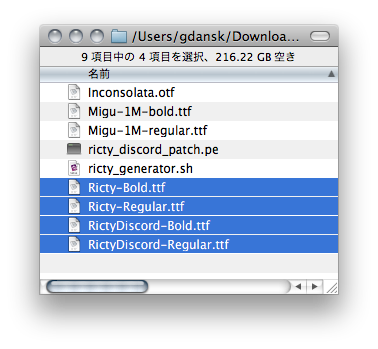 /Users/gdansk/Downloa...
9 項目中の 4 項目を選択、216.22 GB 空き
名前
Inconsolata.otf
Migu-1M-bold.ttf
Migu-1M-regular.ttf
ricty_discord_patch.pe
ricty_generator.sh
Ricty-Bold.ttf
Ricty-Regular.ttf
RictyDiscord-Bold.ttf
RictyDiscord-Regular.ttf